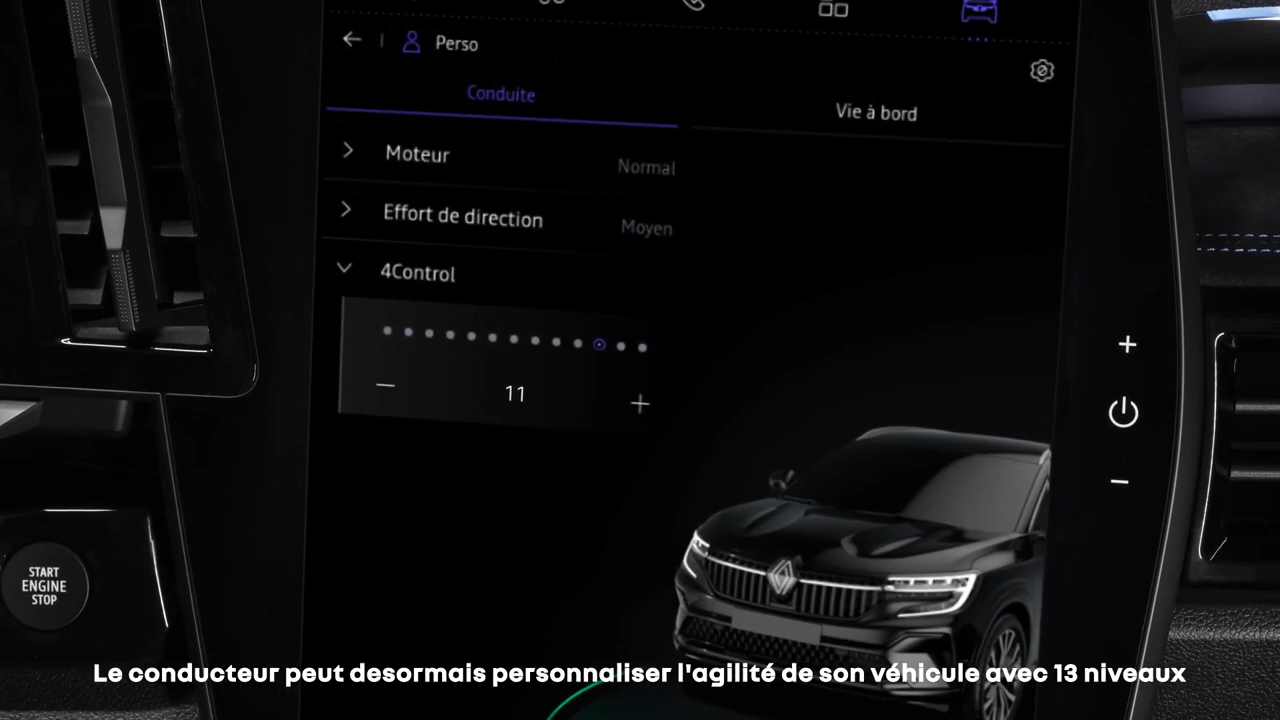 Perso
Conduite
Vie à bord
Moteur
Normal
Effort de direction
Moyen
4Control
11
START
ENGINE
STOP
Le conducteur peut desormais personnaliser l'agilité de son véhicule avec 13 niveaux